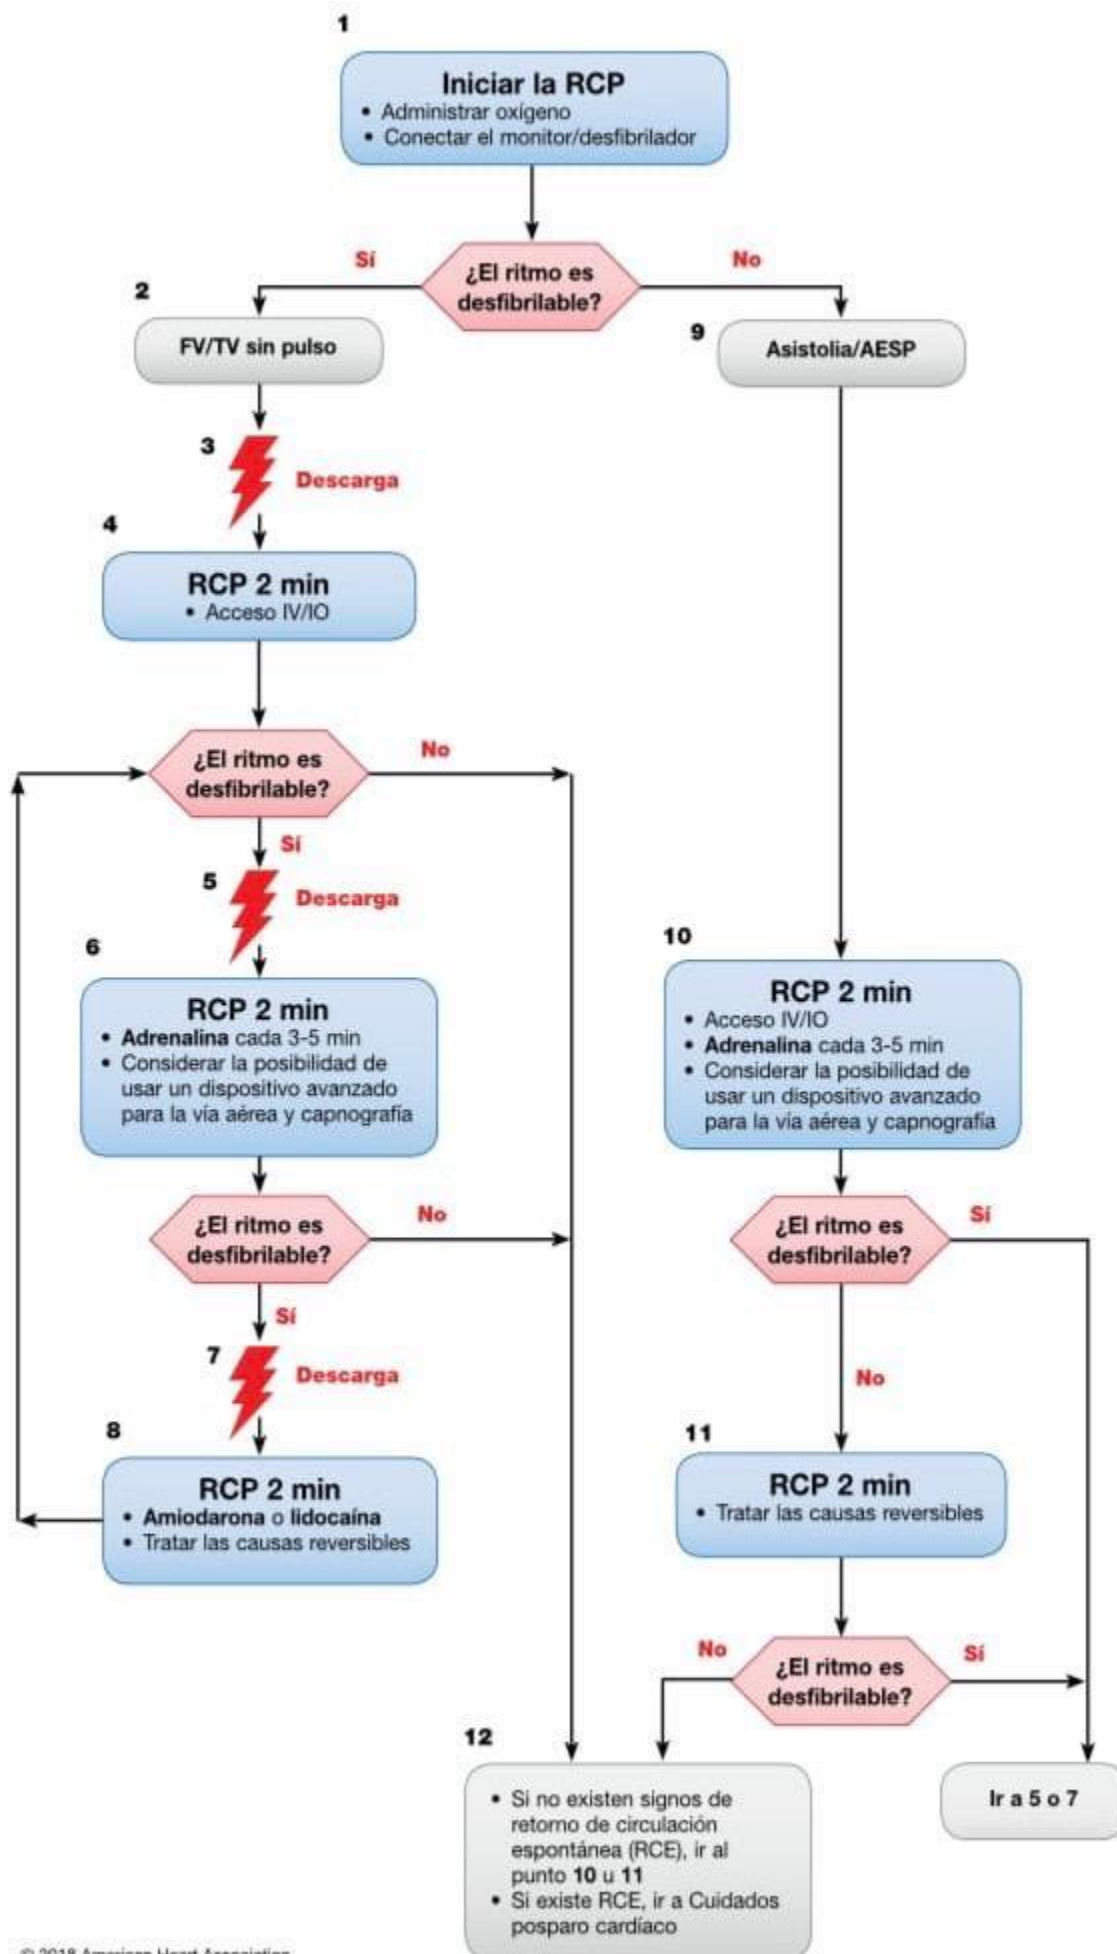 1
Iniciar la RCP
• Administrar oxígeno
• Conectar el monitor/desfibrilador
¿El ritmo es
desfibrilable?
Sí
No
2
FV/TV sin pulso
9
Asistolia/AESP
3
Descarga
4
RCP 2 min
• Acceso IV/IO
¿El ritmo es
desfibrilable?
No
Sí
5
Descarga
6
RCP 2 min
• Adrenalina cada 3-5 min
• Considerar la posibilidad de
usar un dispositivo avanzado
para la vía aérea y capnografía
¿El ritmo es
desfibrilable?
No
Sí
7
Descarga
8
RCP 2 min
• Amiodarona o lidocaína
• Tratar las causas reversibles
10
RCP 2 min
• Acceso IV/IO
• Adrenalina cada 3-5 min
• Considerar la posibilidad de
usar un dispositivo avanzado
para la vía aérea y capnografía
¿El ritmo es
desfibrilable?
Sí
No
11
RCP 2 min
• Tratar las causas reversibles
¿El ritmo es
desfibrilable?
No
Sí
12
• Si no existen signos de
retorno de circulación
espontánea (RCE), ir al
punto 10 u 11
• Si existe RCE, ir a Cuidados
posparo cardíaco
Ir a 5 o 7
© 2018 American Heart Association